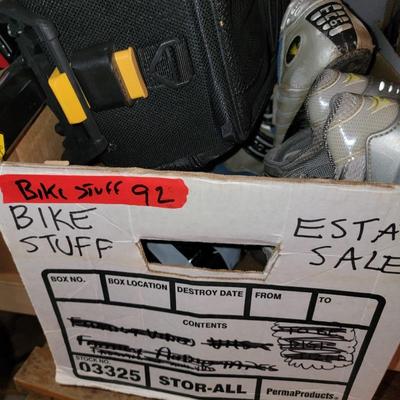 Bike Stuff 92
BIKE
STUFF
ESTA
SALE
BOX NO.
BOX LOCATION
DESTROY DATE
FROM
TO
CONTENTS
STOCK NO.
03325
STOR-ALL
PermaProducts